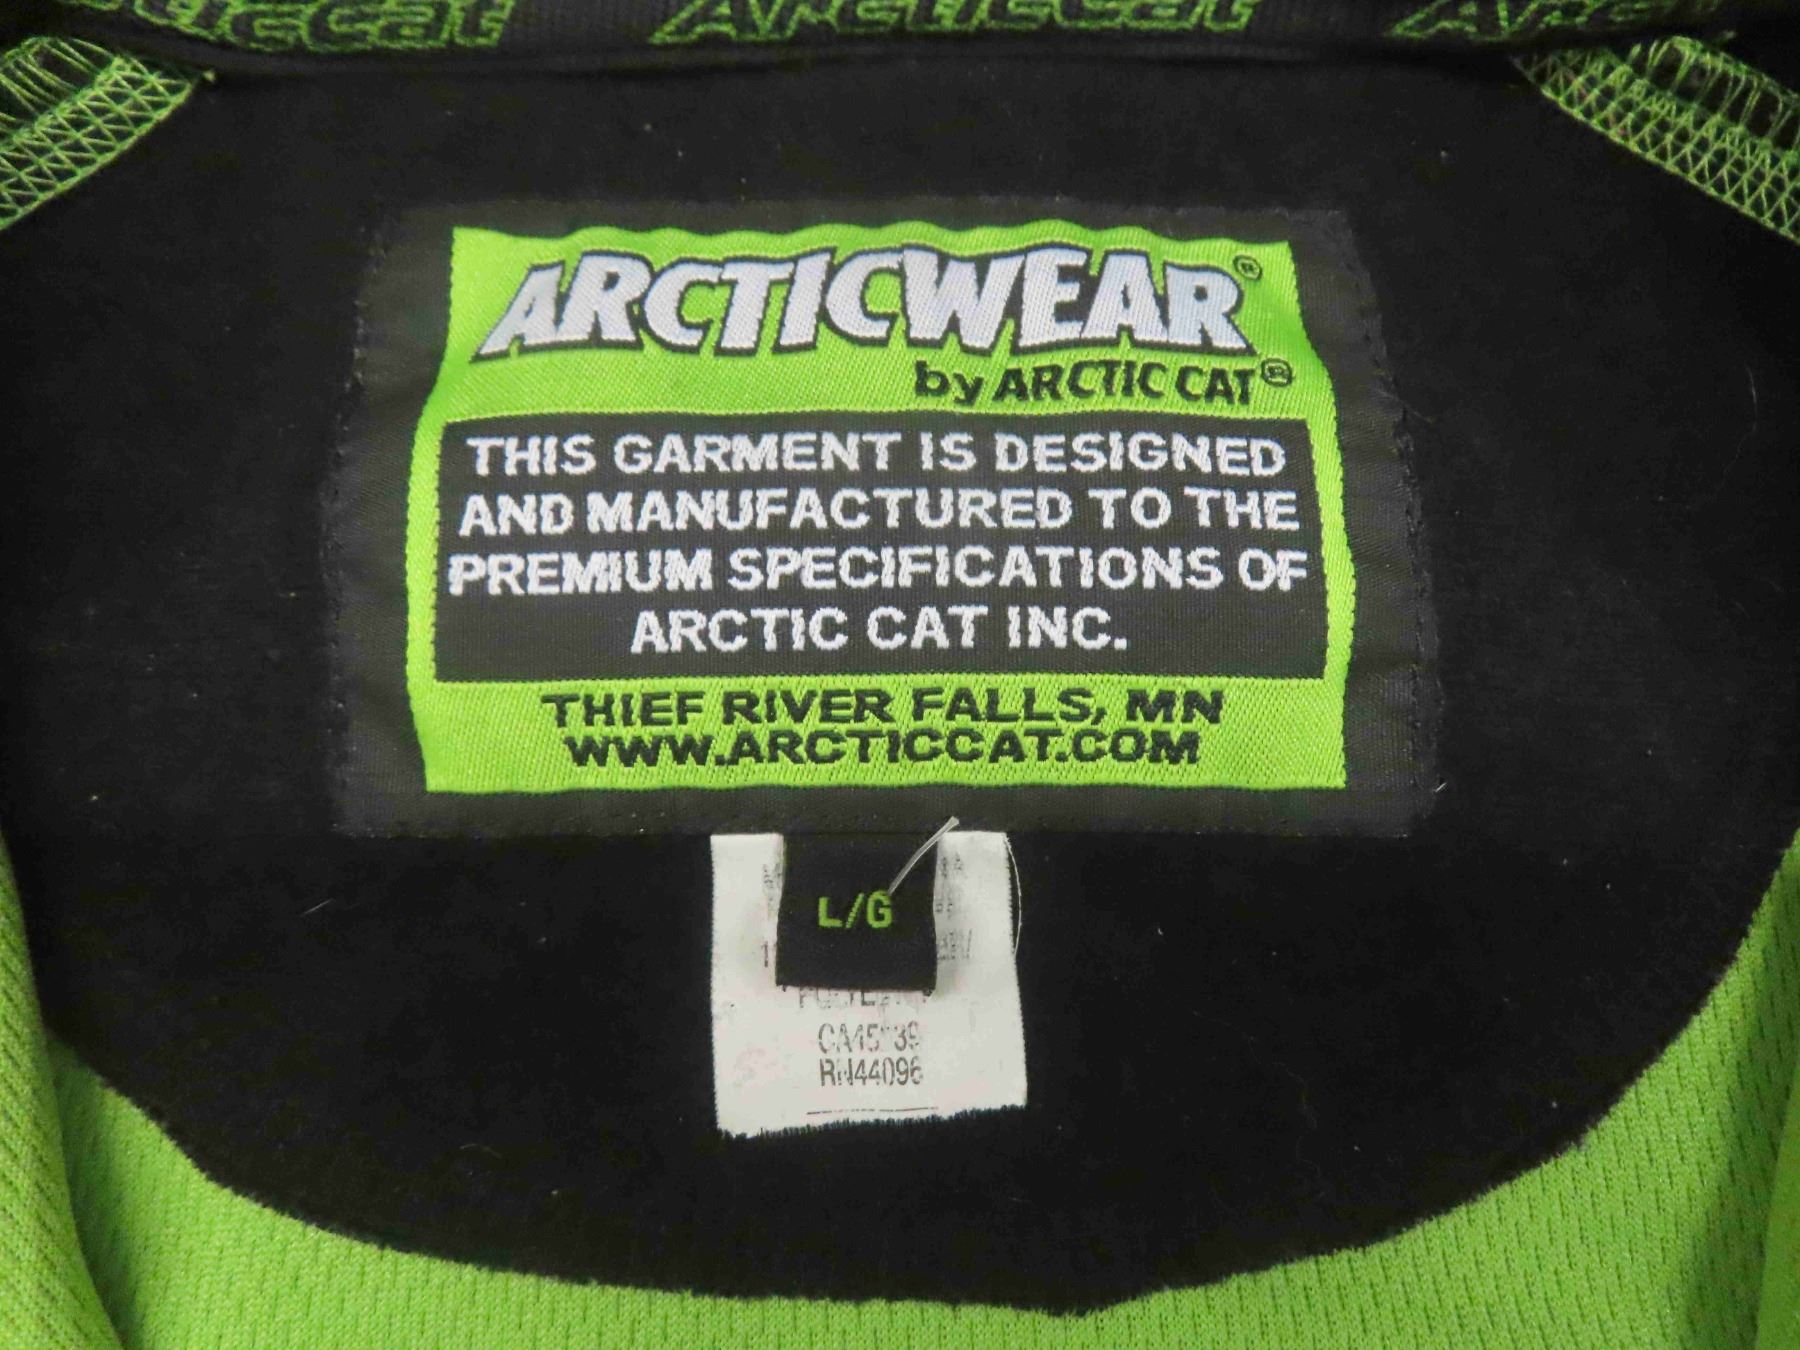 Arcticcat
ARCTICWEAR®
by ARCTIC CAT®
THIS GARMENT IS DESIGNED
AND MANUFACTURED TO THE
PREMIUM SPECIFICATIONS OF
ARCTIC CAT INC.
THIEF RIVER FALLS, MN
WWW.ARCTICCAT.COM
L/G
RN44096